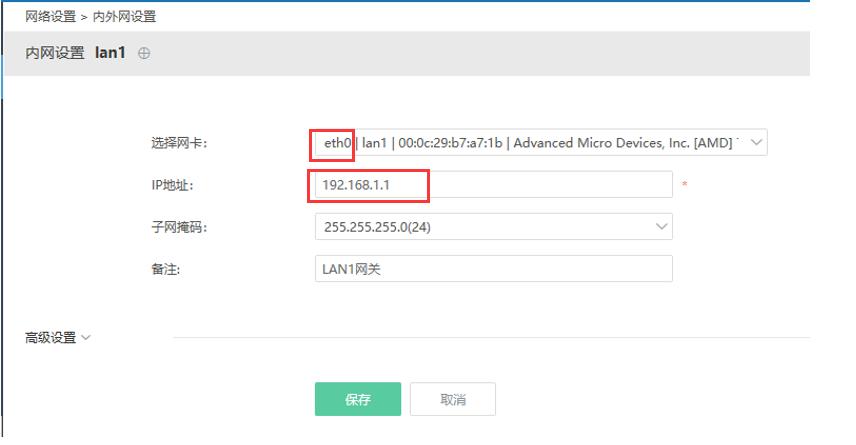 网络设置 > 内外网设置
内网设置 lan1
选择网卡： eth0 | lan1 | 00:0c:29:b7:a7:1b | Advanced Micro Devices, Inc. [AMD]
IP地址： 192.168.1.1 *
子网掩码： 255.255.255.0(24)
备注: LAN1网关
高级设置
保存 取消